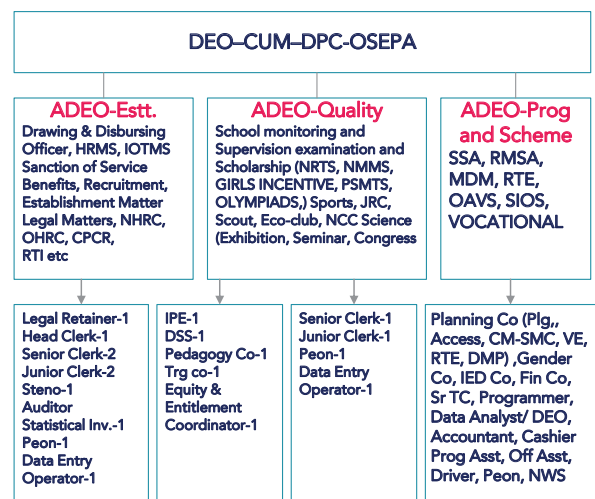 DEO–CUM–DPC-OSEPA
ADEO-Estt.
Drawing & Disbursing
Officer, HRMS, IOTMS
Sanction of Service
Benefits, Recruitment,
Establishment Matter
Legal Matters, NHRC,
OHRC, CPCR,
RTI etc
ADEO-Quality
School monitoring and
Supervision examination and
Scholarship (NRTS, NMMS,
GIRLS INCENTIVE, PSMTS,
OLYMPIADS,) Sports, JRC,
Scout, Eco-club, NCC Science
(Exhibition, Seminar, Congress
ADEO-Prog
and Scheme
SSA, RMSA,
MDM, RTE,
OAVS, SIOS,
VOCATIONAL
Legal Retainer-1
Head Clerk-1
Senior Clerk-2
Junior Clerk-2
Steno-1
Auditor
Statistical Inv.-1
Peon-1
Data Entry
Operator-1
IPE-1
DSS-1
Pedagogy Co-1
Trg co-1
Equity &
Entitlement
Coordinator-1
Senior Clerk-1
Junior Clerk-1
Peon-1
Data Entry
Operator-1
Planning Co (Plg,,
Access, CM-SMC, VE,
RTE, DMP) ,Gender
Co, IED Co, Fin Co,
Sr TC, Programmer,
Data Analyst/ DEO,
Accountant, Cashier
Prog Asst, Off Asst,
Driver, Peon, NWS